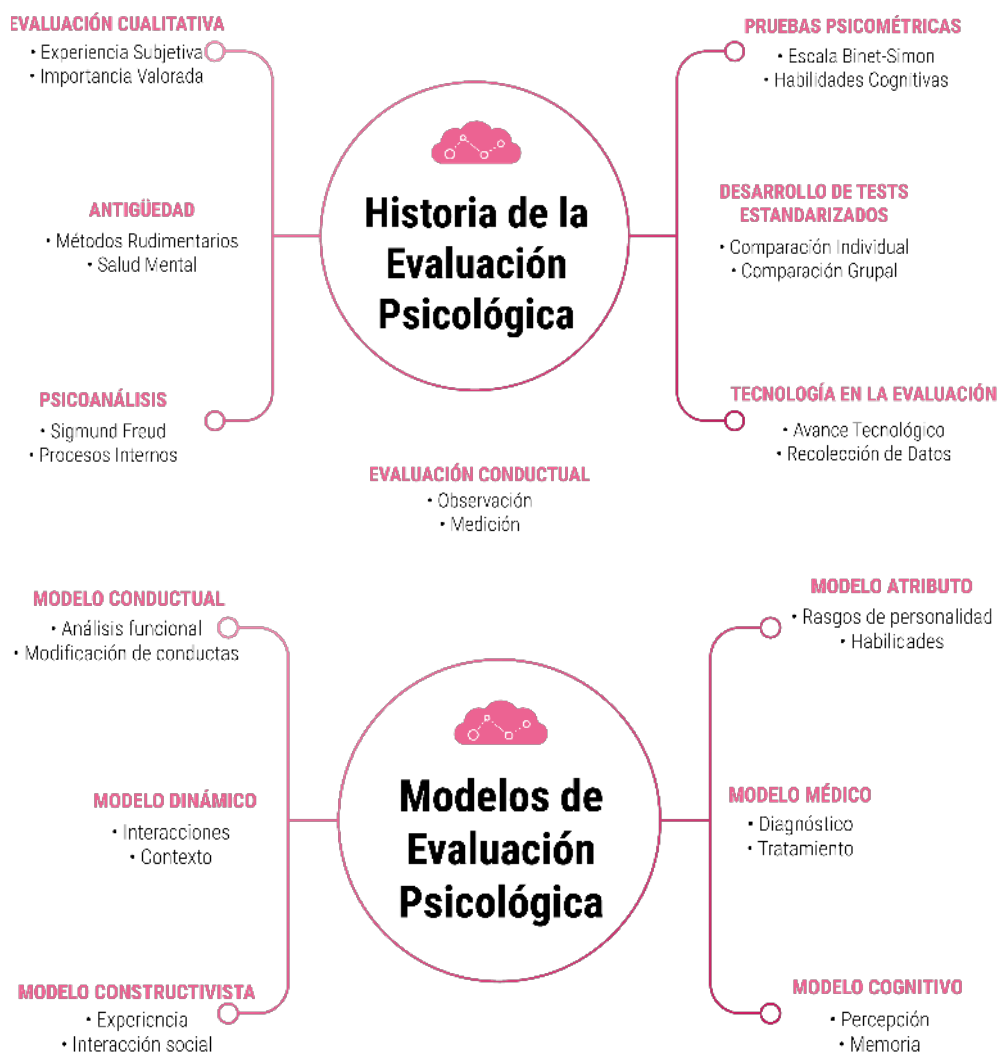 EVALUACIÓN CUALITATIVA
• Experiencia Subjetiva
• Importancia Valorada
ANTIGÜEDAD
• Métodos Rudimentarios
• Salud Mental
PSICOANÁLISIS
• Sigmund Freud
• Procesos Internos
Historia de la
Evaluación
Psicológica
PRUEBAS PSICOMÉTRICAS
• Escala Binet-Simon
• Habilidades Cognitivas
DESARROLLO DE TESTS
ESTANDARIZADOS
• Comparación Individual
• Comparación Grupal
TECNOLOGÍA EN LA EVALUACIÓN
• Avance Tecnológico
• Recolección de Datos
EVALUACIÓN CONDUCTUAL
• Observación
• Medición
MODELO CONDUCTUAL
• Análisis funcional
• Modificación de conductas
MODELO DINÁMICO
• Interacciones
• Contexto
MODELO CONSTRUCTIVISTA
• Experiencia
• Interacción social
Modelos de
Evaluación
Psicológica
MODELO ATRIBUTO
• Rasgos de personalidad
• Habilicades
MODELO MÉDICO
• Diagnóstico
• Tratamiento
MODELO COGNITIVO
• Percepción
• Memoria